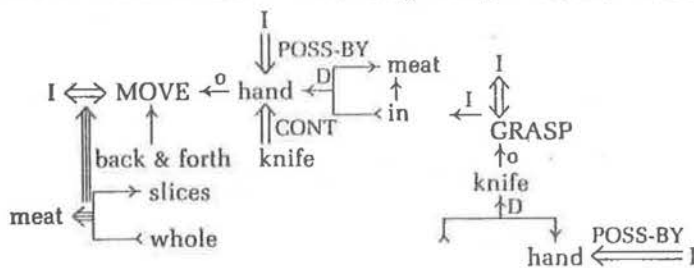 I
POSS-BY
meat
I
I MOVE o hand D
in
I
GRASP
CONT
back & forth knife
o
knife
slices
D
meat
whole
hand POSS-BY I